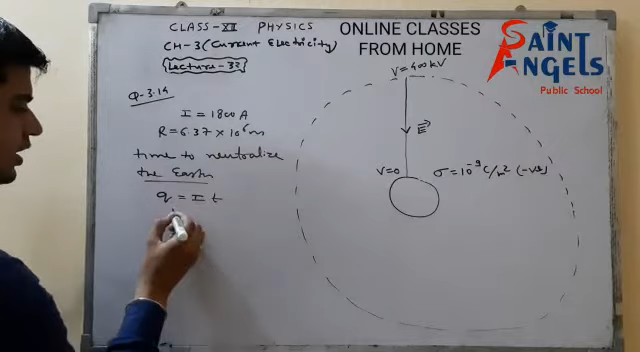 CLASS-XII PHYSICS
CH-3 (Current Electricity)
Lecture-33
Q-3.14
I = 1800 A
R = 6.37 × 10⁶ m
time to neutralize
the Earth
q = I t
ONLINE CLASSES
FROM HOME
SAINT
ANGELS
Public School
V = 400 kV
E
V = 0
σ = 10⁻⁹ C/m² (-ve)